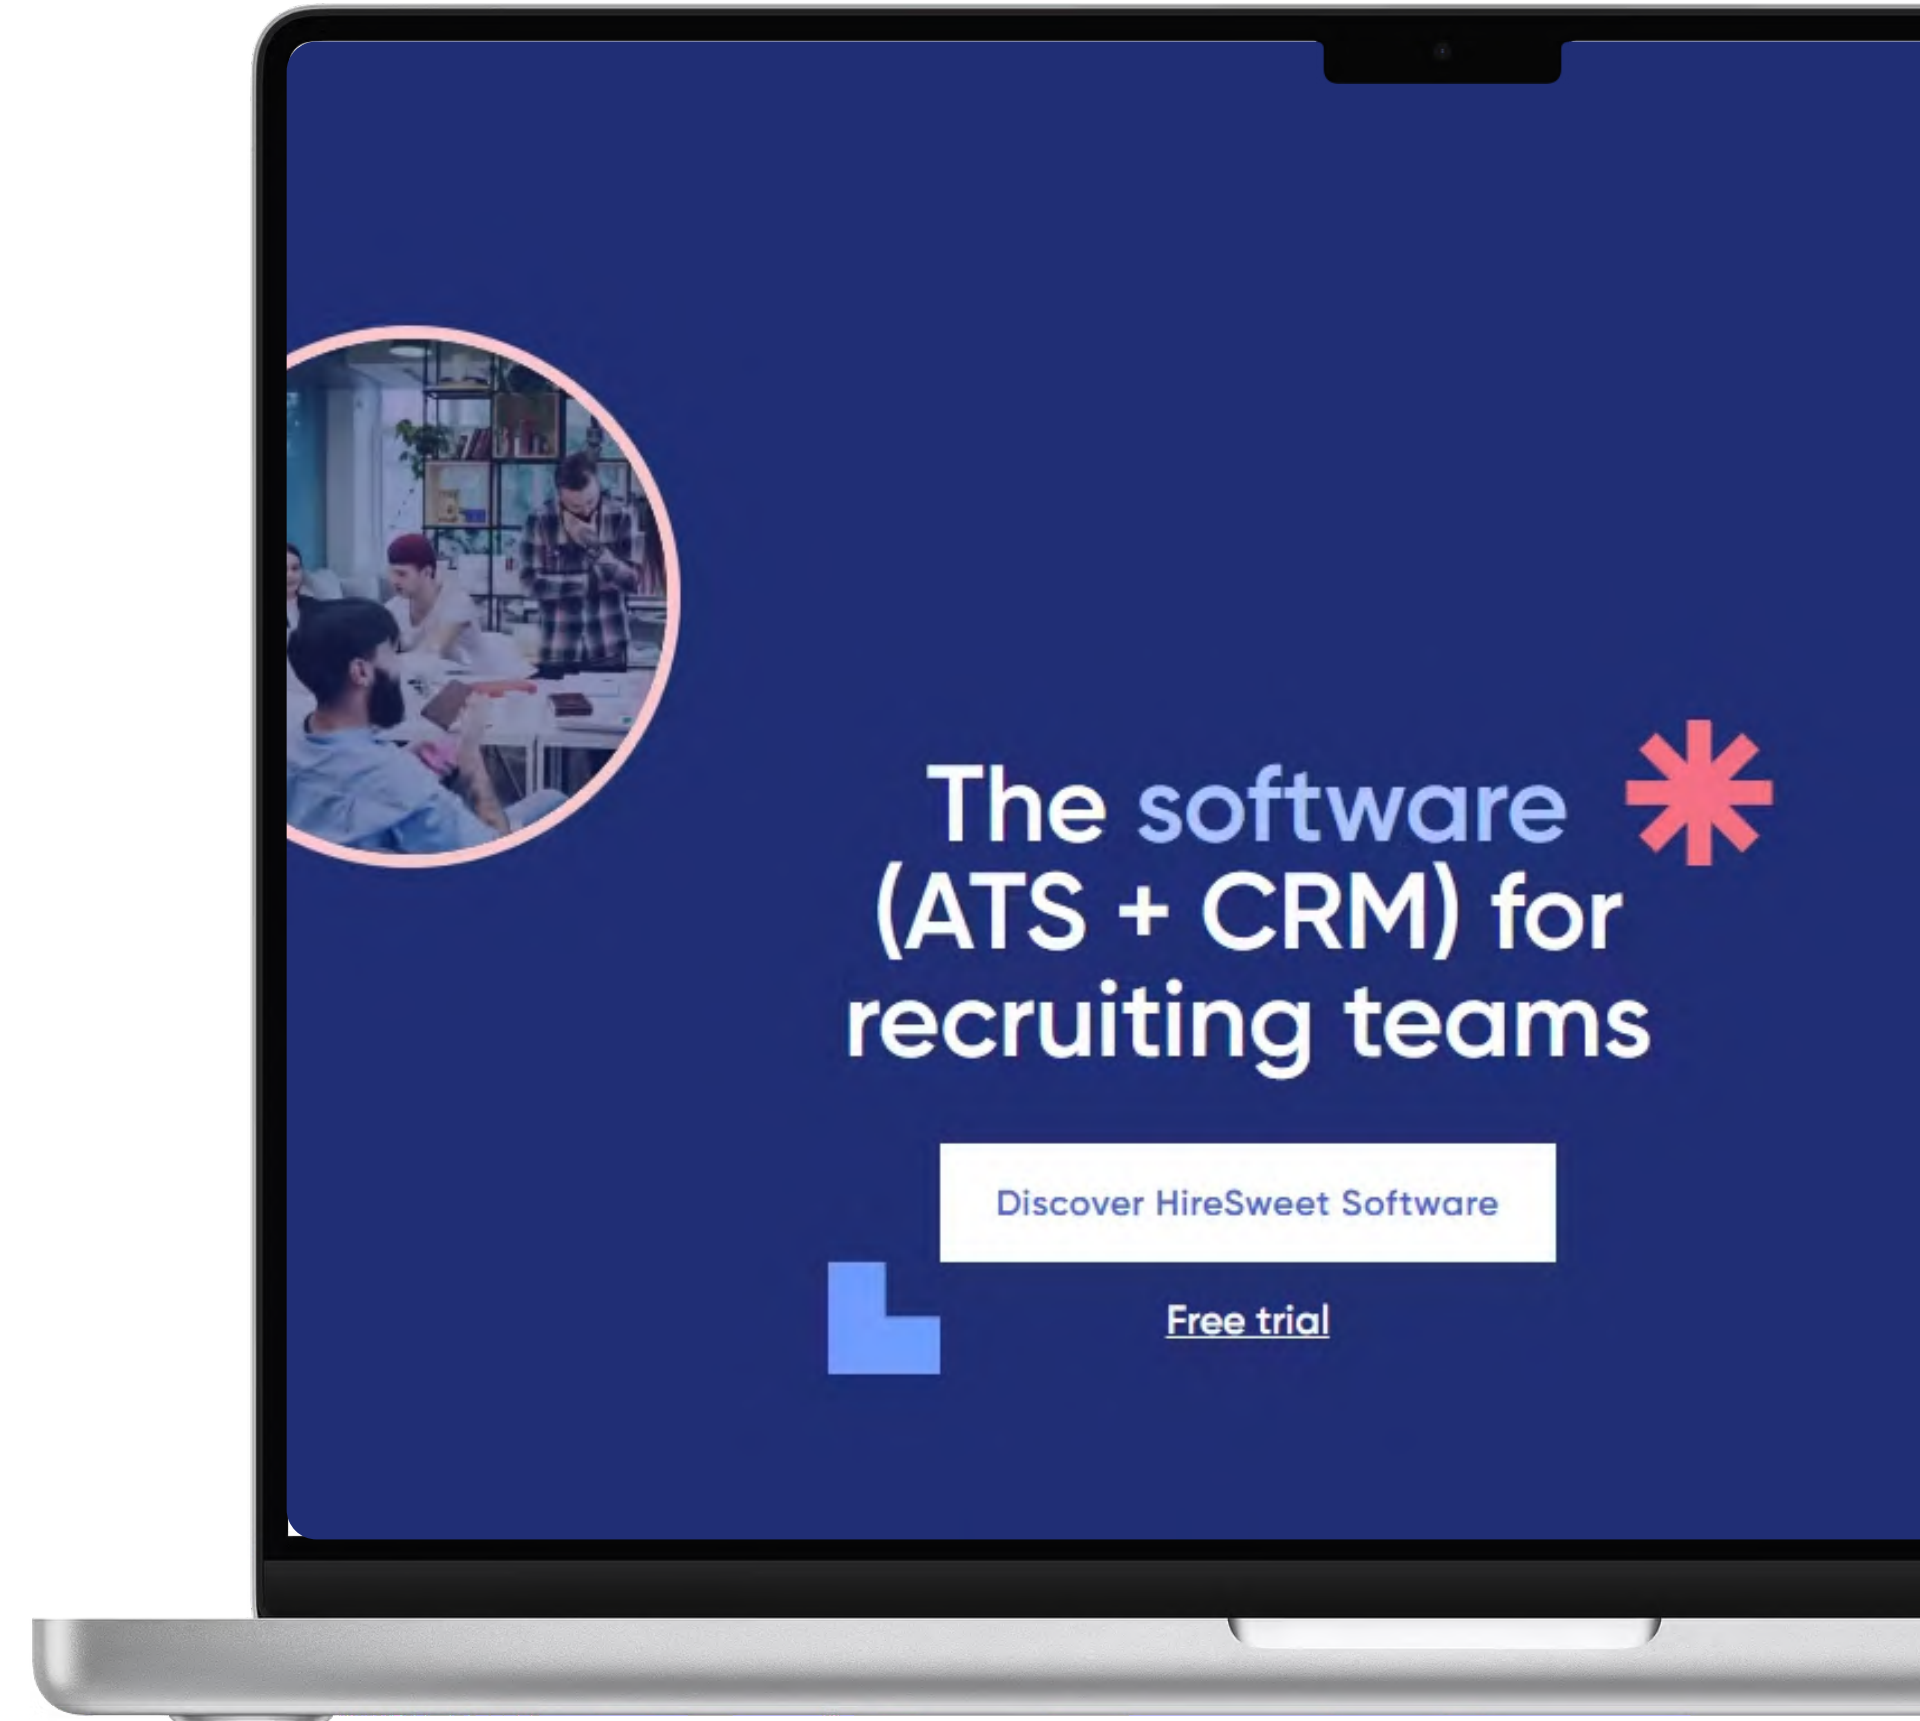 The software
(ATS + CRM) for
recruiting teams
Discover HireSweet Software
Free trial